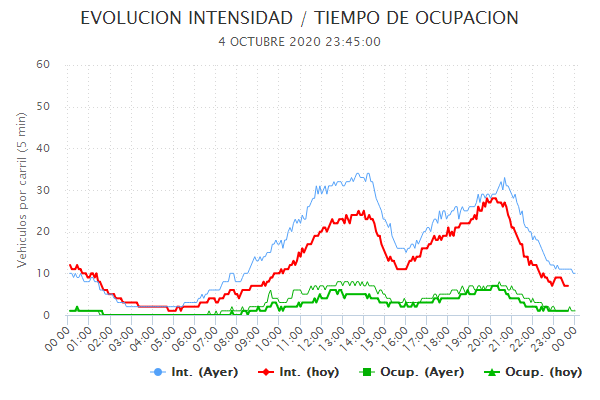 EVOLUCION INTENSIDAD / TIEMPO DE OCUPACION
4 OCTUBRE 2020 23:45:00
Vehiculos por carril (5 min)
60
50
40
30
20
10
0
00:00 01:00 02:00 03:00 04:00 05:00 06:00 07:00 08:00 09:00 10:00 11:00 12:00 13:00 14:00 15:00 16:00 17:00 18:00 19:00 20:00 21:00 22:00 23:00 00:00
Int. (Ayer) Int. (hoy) Ocup. (Ayer) Ocup. (hoy)